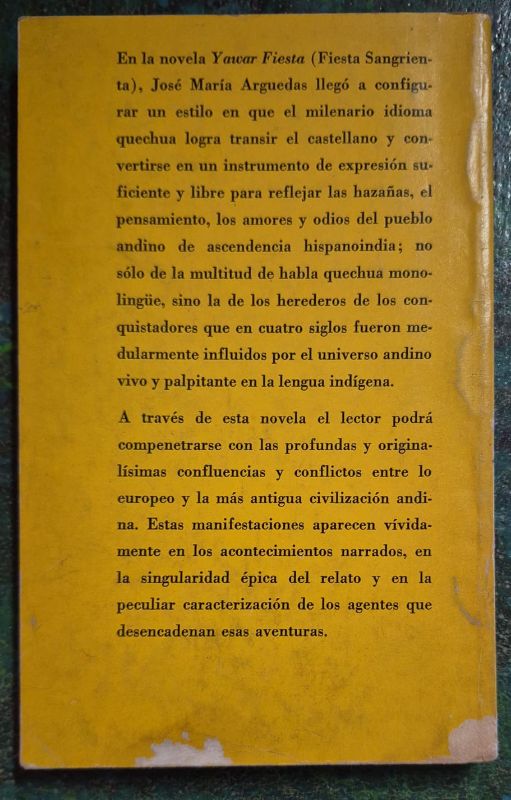 En la novela Yawar Fiesta (Fiesta Sangrien-
ta), José María Arguedas llegó a configu-
rar un estilo en que el milenario idioma
quechua logra transir el castellano y con-
vertirse en un instrumento de expresión su-
ficiente y libre para reflejar las hazañas, el
pensamiento, los amores y odios del pueblo
andino de ascendencia hispanoindia; no
sólo de la multitud de habla quechua mono-
lingüe, sino la de los herederos de los con-
quistadores que en cuatro siglos fueron me-
dularmente influidos por el universo andino
vivo y palpitante en la lengua indígena.
A través de esta novela el lector podrá
compenetrarse con las profundas y origina-
lísimas confluencias y conflictos entre lo
europeo y la más antigua civilización andi-
na. Estas manifestaciones aparecen vívida-
mente en los acontecimientos narrados, en
la singularidad épica del relato y en la
peculiar caracterización de los agentes que
desencadenan esas aventuras.